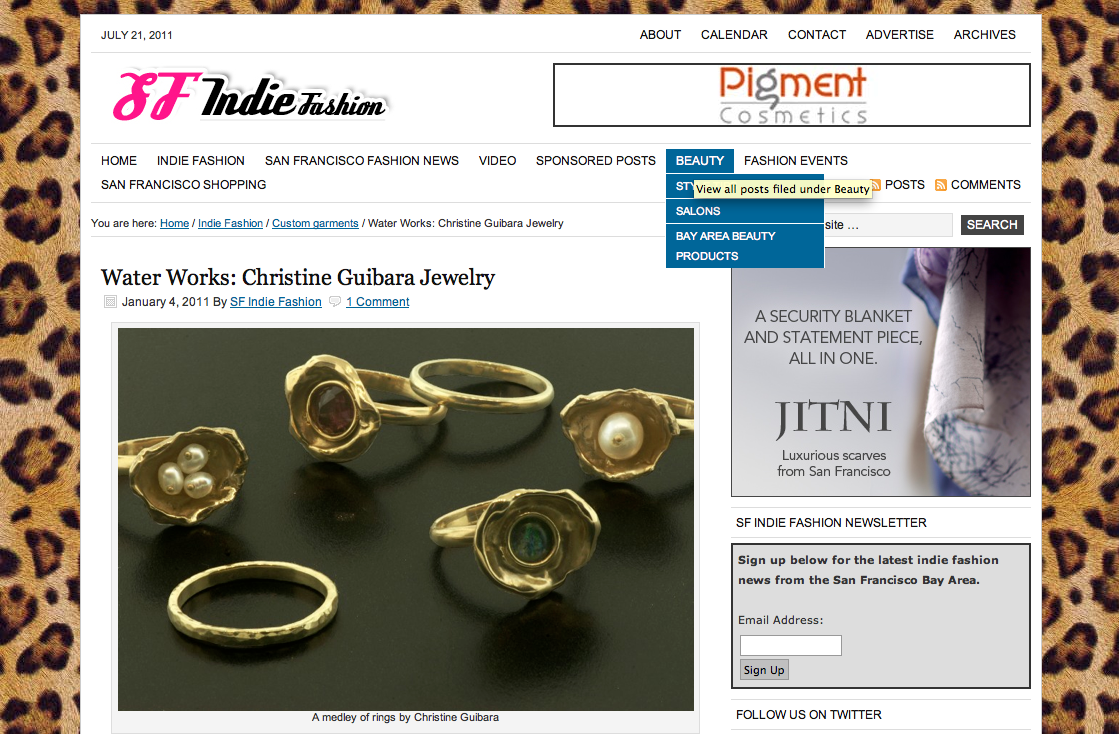 JULY 21, 2011
ABOUT CALENDAR CONTACT ADVERTISE ARCHIVES
SF Indie Fashion
Pigment
Cosmetics
HOME INDIE FASHION SAN FRANCISCO FASHION NEWS VIDEO SPONSORED POSTS BEAUTY FASHION EVENTS
SAN FRANCISCO SHOPPING
View all posts filed under Beauty
POSTS COMMENTS
SALONS
BAY AREA BEAUTY
PRODUCTS
You are here: Home / Indie Fashion / Custom garments / Water Works: Christine Guibara Jewelry
site ...
SEARCH
Water Works: Christine Guibara Jewelry
January 4, 2011 By SF Indie Fashion 1 Comment
A medley of rings by Christine Guibara
A SECURITY BLANKET
AND STATEMENT PIECE,
ALL IN ONE.
JITNI
Luxurious scarves
from San Francisco
SF INDIE FASHION NEWSLETTER
Sign up below for the latest indie fashion
news from the San Francisco Bay Area.
Email Address:
Sign Up
FOLLOW US ON TWITTER